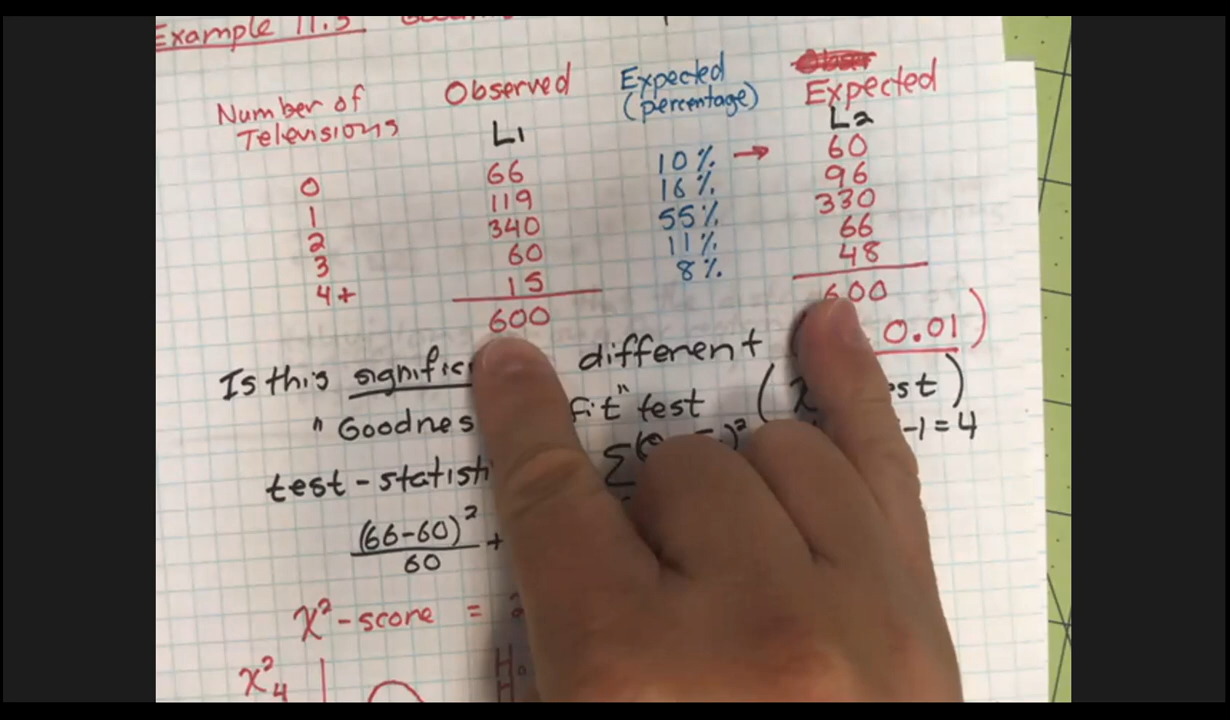 Example 11.3
Number of Televisions Observed Expected (percentage) Expected
L1 L2
0 66 10% → 60
1 119 16% 96
2 340 55% 330
3 60 11% 66
4+ 15 8% 48
600 600
Is this different 0.01)
"Goodnes fit" test (χ
-1=4
test-statisti Σ
(66-60)² / 60 +
χ²-score =
χ²4